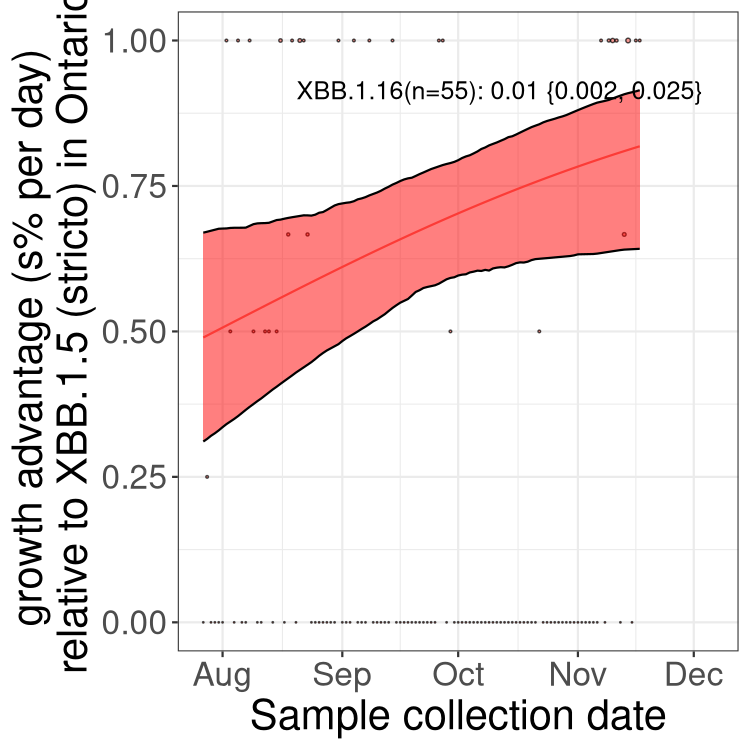 growth advantage (s% per day)
relative to XBB.1.5 (stricto) in Ontario
1.00
0.75
0.50
0.25
0.00
XBB.1.16(n=55): 0.01 {0.002, 0.025}
Aug Sep Oct Nov Dec
Sample collection date